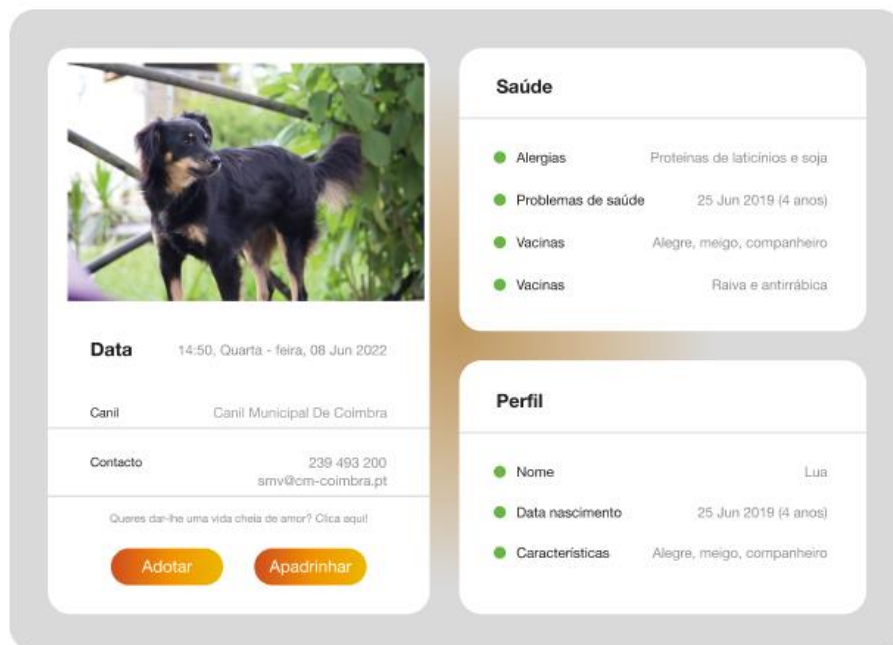 Data 14:50, Quarta - feira, 08 Jun 2022
Canil Canil Municipal De Coimbra
Contacto 239 493 200
smv@cm-coimbra.pt
Queres dar-lhe uma vida cheia de amor? Clica aqui!
Adotar Apadrinhar
Saúde
Alergias Proteínas de laticínios e soja
Problemas de saúde 25 Jun 2019 (4 anos)
Vacinas Alegre, meigo, companheiro
Vacinas Raiva e antirrábica
Perfil
Nome Lua
Data nascimento 25 Jun 2019 (4 anos)
Características Alegre, meigo, companheiro